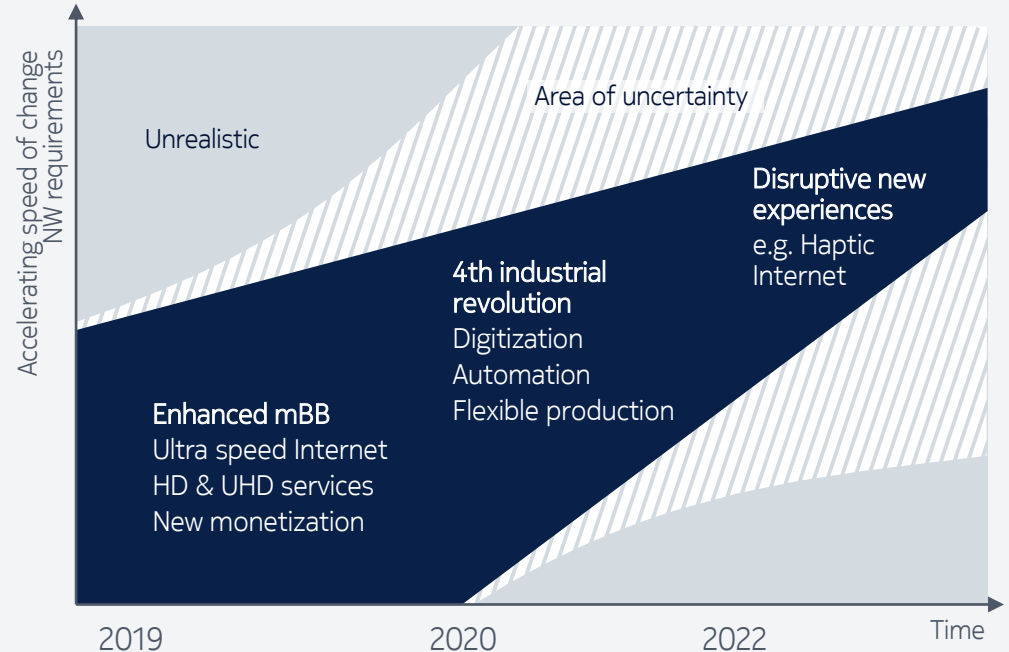 Accelerating speed of change
NW requirements
Unrealistic
Area of uncertainty
Disruptive new
experiences
e.g. Haptic
Internet
4th industrial
revolution
Digitization
Automation
Flexible production
Enhanced mBB
Ultra speed Internet
HD & UHD services
New monetization
2019
2020
2022
Time